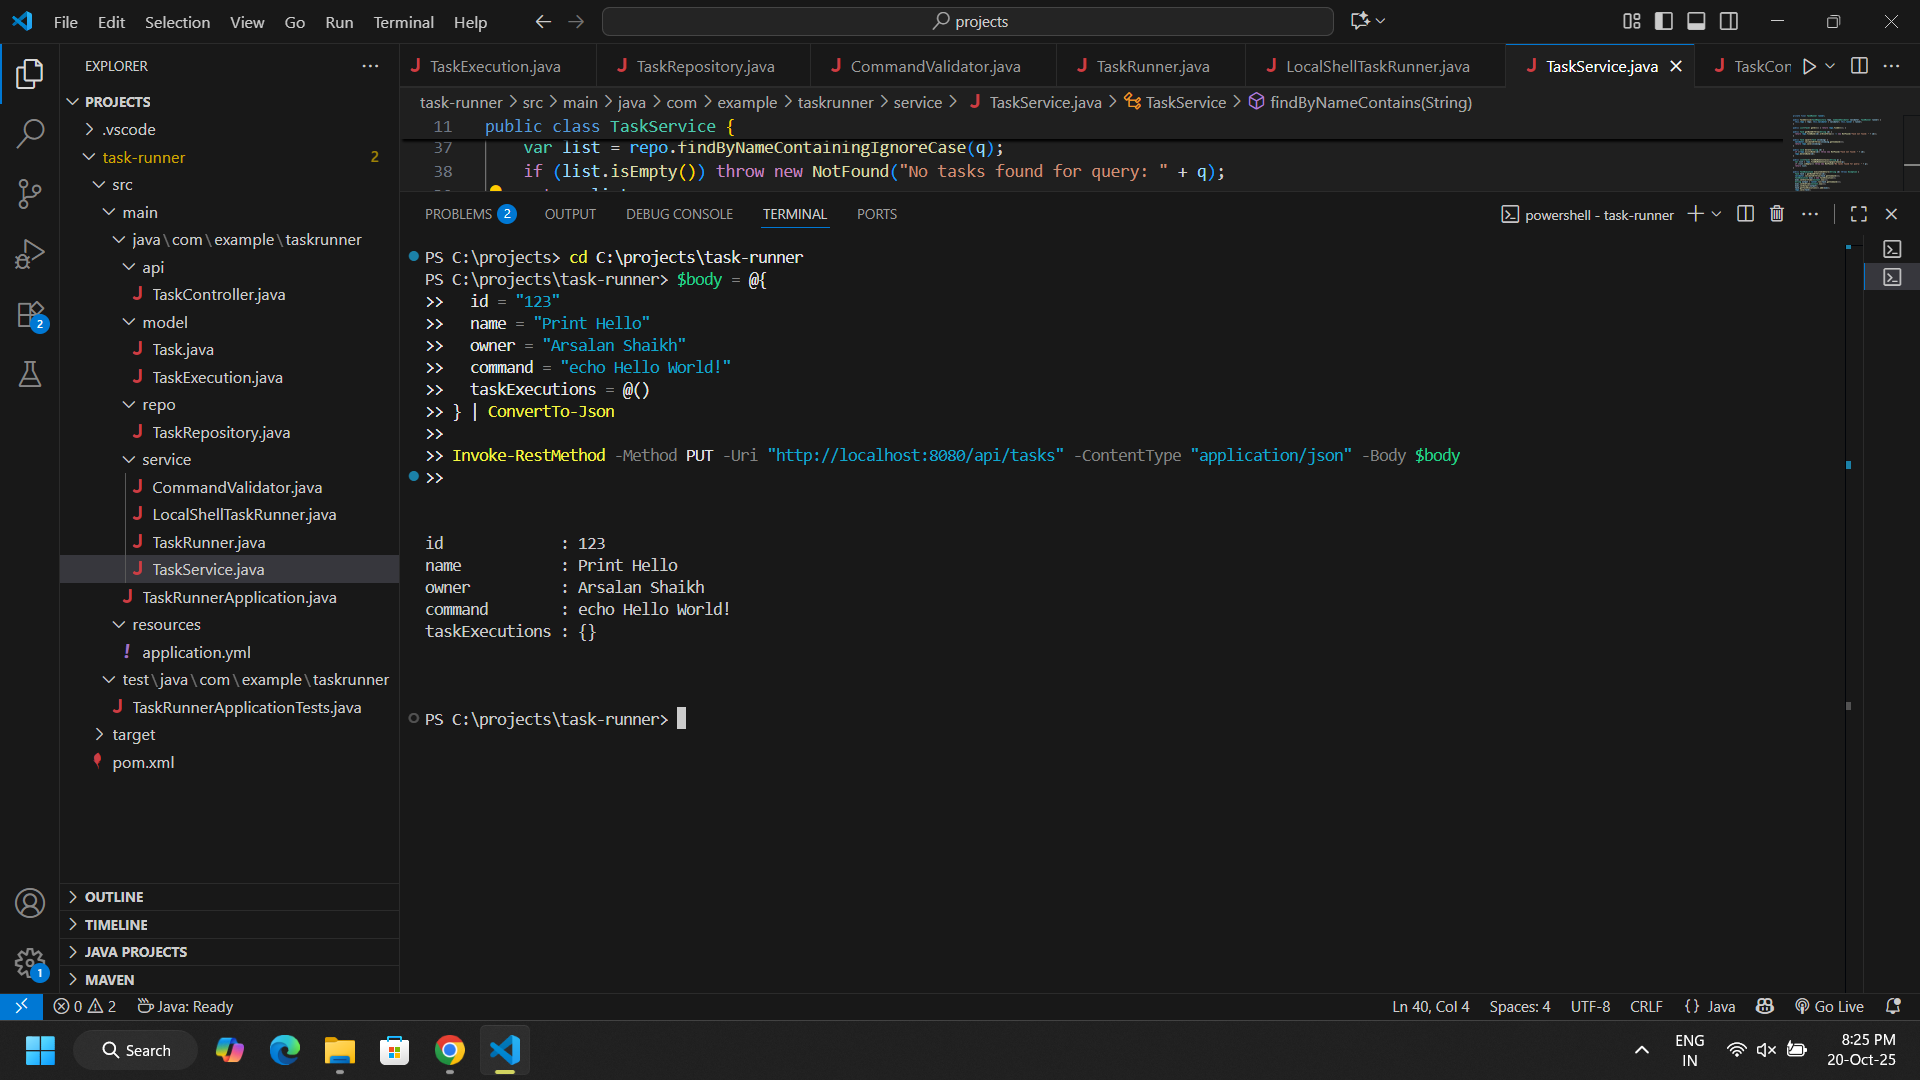 File Edit Selection View Go Run Terminal Help
projects
EXPLORER
PROJECTS
.vscode
task-runner 2
src
main
java\com\example\taskrunner
api
TaskController.java
model
Task.java
TaskExecution.java
repo
TaskRepository.java
service
CommandValidator.java
LocalShellTaskRunner.java
TaskRunner.java
TaskService.java
TaskRunnerApplication.java
resources
application.yml
test\java\com\example\taskrunner
TaskRunnerApplicationTests.java
target
pom.xml
OUTLINE
TIMELINE
JAVA PROJECTS
MAVEN
2
1
TaskExecution.java TaskRepository.java CommandValidator.java TaskRunner.java LocalShellTaskRunner.java TaskService.java TaskCon
task-runner > src > main > java > com > example > taskrunner > service > TaskService.java > TaskService > findByNameContains(String)
11 public class TaskService {
37 var list = repo.findByNameContainingIgnoreCase(q);
38 if (list.isEmpty()) throw new NotFound("No tasks found for query: " + q);
PROBLEMS 2 OUTPUT DEBUG CONSOLE TERMINAL PORTS
powershell - task-runner
PS C:\projects> cd C:\projects\task-runner
PS C:\projects\task-runner> $body = @{
>> id = "123"
>> name = "Print Hello"
>> owner = "Arsalan Shaikh"
>> command = "echo Hello World!"
>> taskExecutions = @()
>> } | ConvertTo-Json
>>
>> Invoke-RestMethod -Method PUT -Uri "http://localhost:8080/api/tasks" -ContentType "application/json" -Body $body
>>
id : 123
name : Print Hello
owner : Arsalan Shaikh
command : echo Hello World!
taskExecutions : {}
PS C:\projects\task-runner>
0 2 Java: Ready
Ln 40, Col 4 Spaces: 4 UTF-8 CRLF {} Java Go Live
Search
ENG
IN
8:25 PM
20-Oct-25